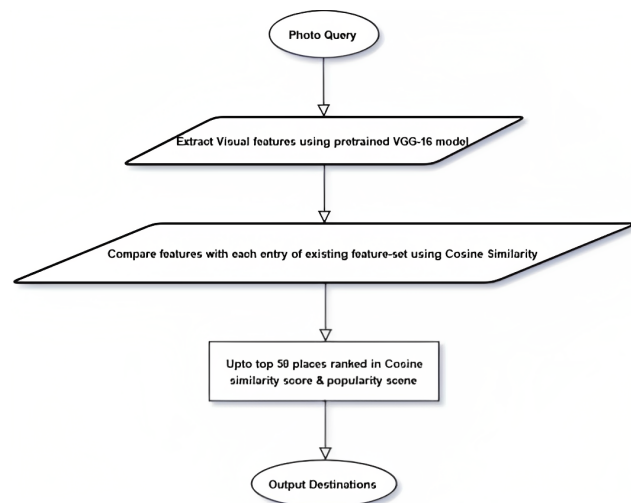 Photo Query
Extract Visual features using pretrained VGG-16 model
Compare features with each entry of existing feature-set using Cosine Similarity
Upto top 50 places ranked in Cosine
similarity score & popularity scene
Output Destinations